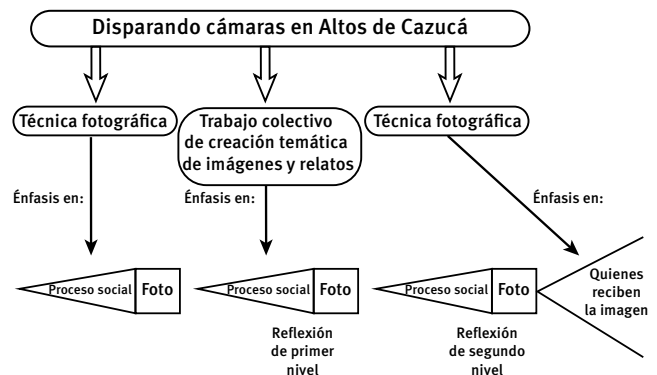 Disparando cámaras en Altos de Cazucá
Técnica fotográfica
Trabajo colectivo
de creación temática
de imágenes y relatos
Técnica fotográfica
Énfasis en:
Énfasis en:
Énfasis en:
Proceso social
Foto
Proceso social
Foto
Proceso social
Foto
Quienes
reciben
la imagen
Reflexión
de primer
nivel
Reflexión
de segundo
nivel